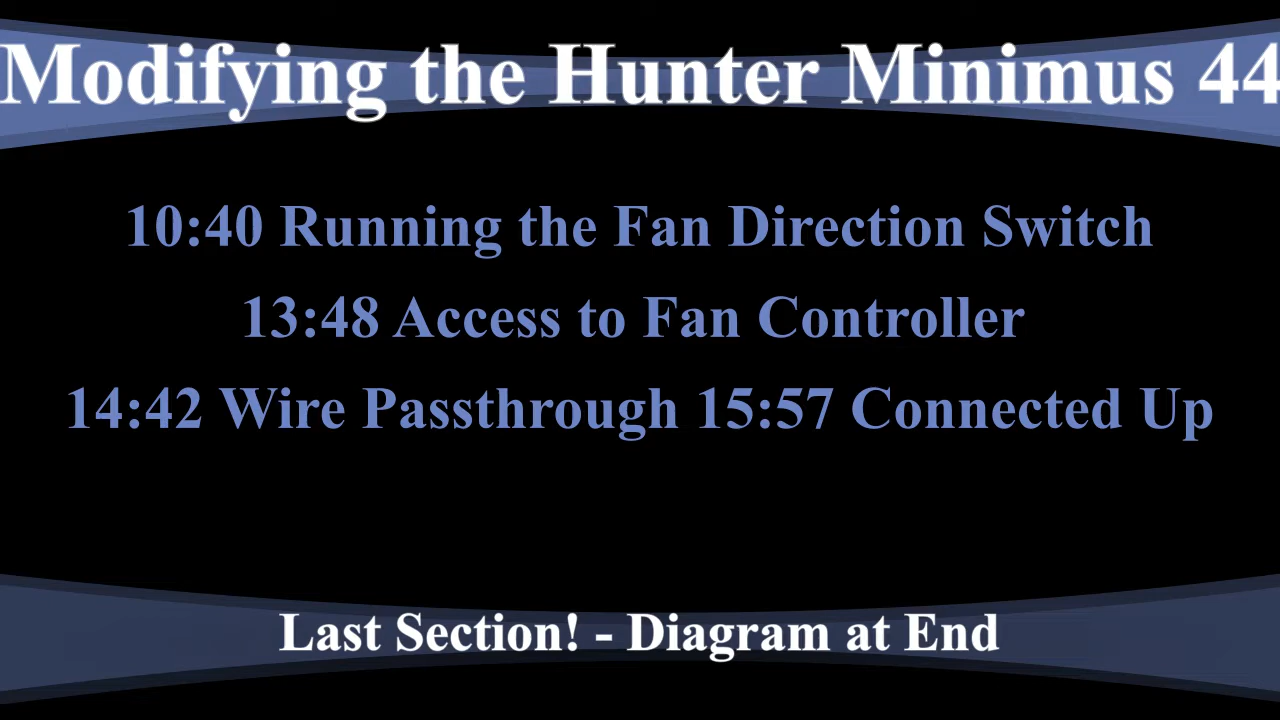 Modifying the Hunter Minimus 44
10:40 Running the Fan Direction Switch
13:48 Access to Fan Controller
14:42 Wire Passthrough 15:57 Connected Up
Last Section! - Diagram at End